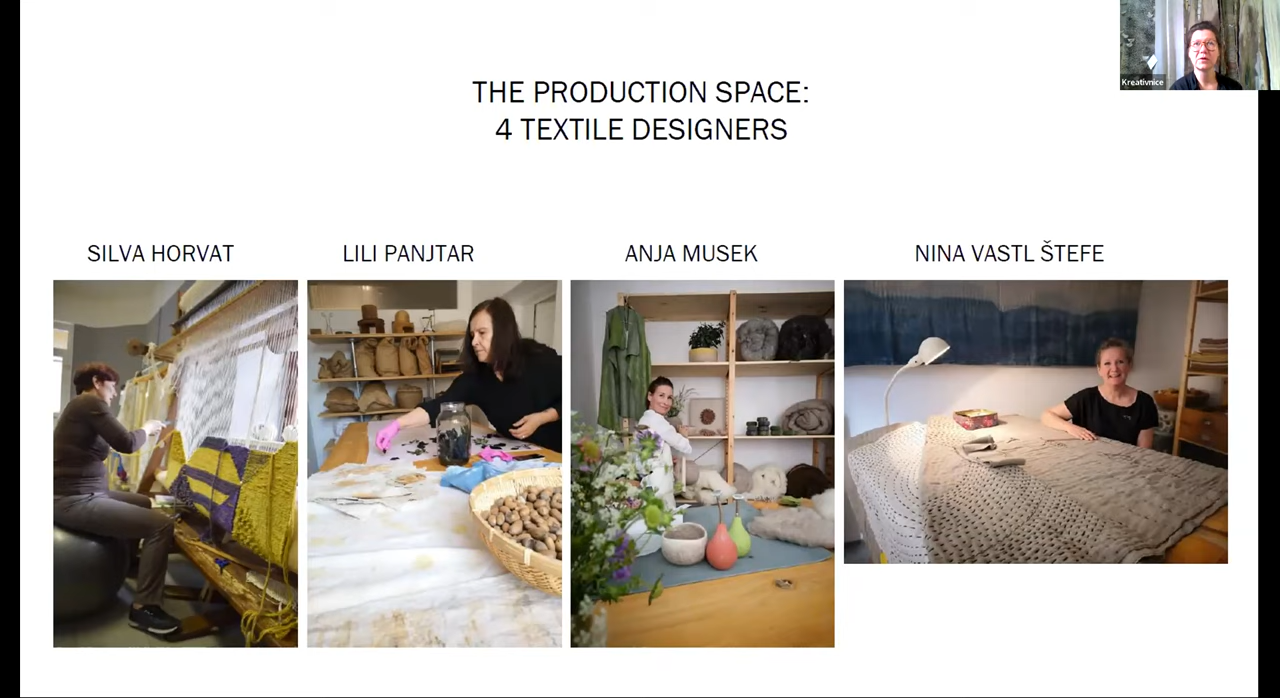 Kreativnice
THE PRODUCTION SPACE:
4 TEXTILE DESIGNERS
SILVA HORVAT
LILI PANJTAR
ANJA MUSEK
NINA VASTL ŠTEFE